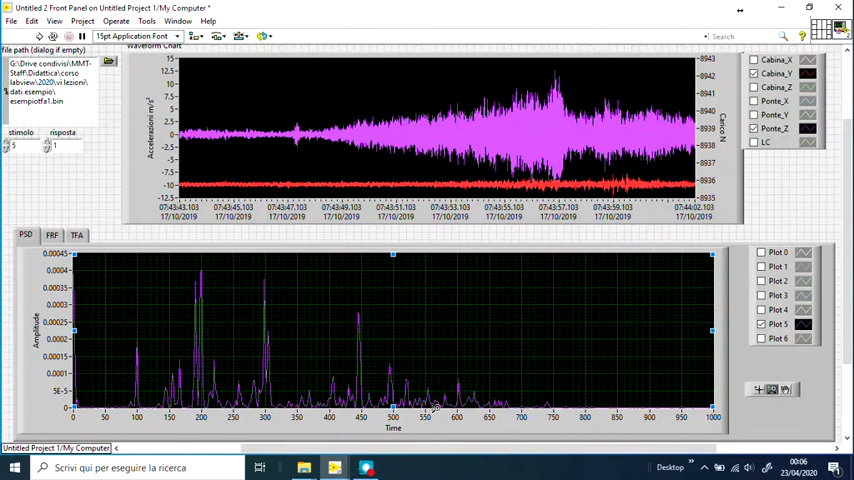 Untitled 2 Front Panel on Untitled Project 1/My Computer *
File Edit View Project Operate Tools Window Help
15pt Application Font
Search
file path (dialog if empty)
G:\Drive condivisi\MMT-
Staff\Didattica\corso
labview\2020\vi lezioni\
dati esempio\
esempiotfa1.bin
stimolo risposta
5 1
Waveform Chart
Accelerazioni m/s²
15
12.5
10
7.5
5
2.5
0
-2.5
-5
-7.5
-10
-12.5
8943
8942
8941
8940
8939
8938
8937
8936
8935
Carico N
07:43:43.103 07:43:45.103 07:43:47.103 07:43:49.103 07:43:51.103 07:43:53.103 07:43:55.103 07:43:57.103 07:43:59.103 07:44:02.103
17/10/2019 17/10/2019 17/10/2019 17/10/2019 17/10/2019 17/10/2019 17/10/2019 17/10/2019 17/10/2019 17/10/2019
Cabina_X
Cabina_Y
Cabina_Z
Ponte_X
Ponte_Y
Ponte_Z
LC
PSD FRF TFA
Amplitude
0.00045
0.0004
0.00035
0.0003
0.00025
0.0002
0.00015
0.0001
5E-5
0
0 50 100 150 200 250 300 350 400 450 500 550 600 650 700 750 800 850 900 950 1000
Time
Plot 0
Plot 1
Plot 2
Plot 3
Plot 4
Plot 5
Plot 6
Untitled Project 1/My Computer
Scrivi qui per eseguire la ricerca
Desktop
00:06
23/04/2020